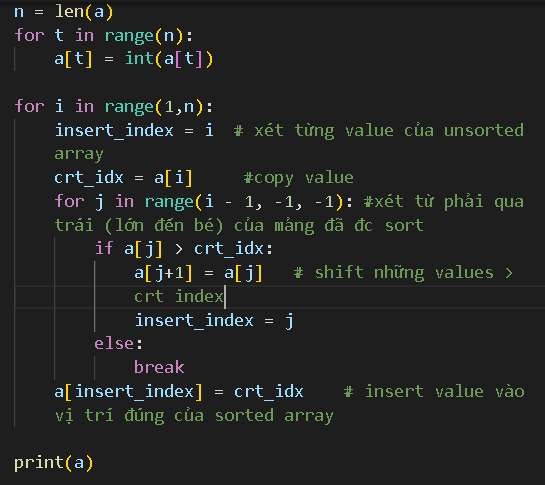 n = len(a)
for t in range(n):
    a[t] = int(a[t])

for i in range(1,n):
    insert_index = i  # xét từng value của unsorted
    array
    crt_idx = a[i]     #copy value
    for j in range(i - 1, -1, -1): #xét từ phải qua
    trái (lớn đến bé) của mảng đã đc sort
        if a[j] > crt_idx:
            a[j+1] = a[j]   # shift những values >
            crt index
            insert_index = j
        else:
            break
    a[insert_index] = crt_idx    # insert value vào
    vị trí đúng của sorted array

print(a)